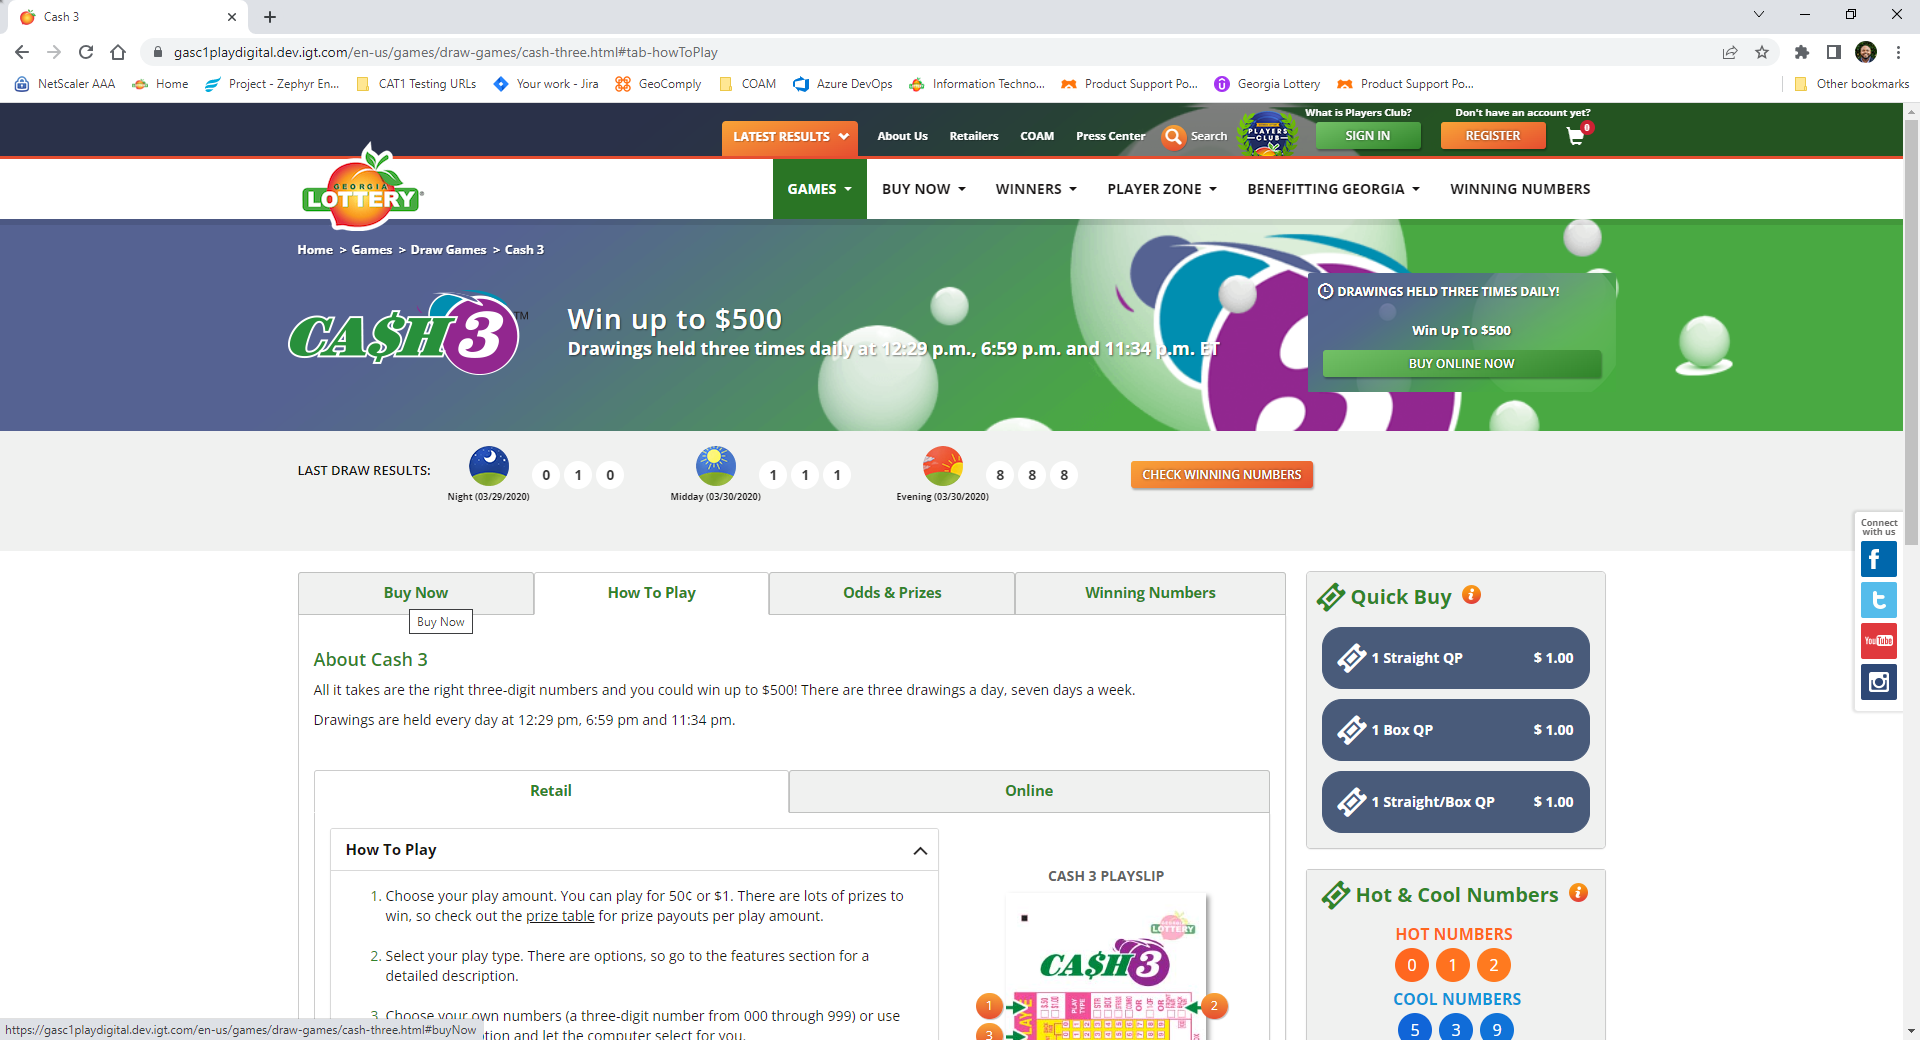 Cash 3
gasc1playdigital.dev.igt.com/en-us/games/draw-games/cash-three.html#tab-howToPlay
NetScaler AAA Home Project - Zephyr En... CAT1 Testing URLs Your work - Jira GeoComply COAM Azure DevOps Information Techno... Product Support Po... Georgia Lottery Product Support Po... Other bookmarks
What is Players Club? Don't have an account yet?
LATEST RESULTS About Us Retailers COAM Press Center Search PLAYERS CLUB SIGN IN REGISTER 0
GEORGIA
LOTTERY
GAMES BUY NOW WINNERS PLAYER ZONE BENEFITTING GEORGIA WINNING NUMBERS
Home > Games > Draw Games > Cash 3
CA$H 3 TM
Win up to $500
Drawings held three times daily at 12:29 p.m., 6:59 p.m. and 11:34 p.m. ET
DRAWINGS HELD THREE TIMES DAILY!
Win Up To $500
BUY ONLINE NOW
LAST DRAW RESULTS: 0 1 0 1 1 1 8 8 8 CHECK WINNING NUMBERS
Night (03/29/2020) Midday (03/30/2020) Evening (03/30/2020)
Connect
with us
You Tube
Buy Now How To Play Odds & Prizes Winning Numbers
Buy Now
About Cash 3
All it takes are the right three-digit numbers and you could win up to $500! There are three drawings a day, seven days a week.
Drawings are held every day at 12:29 pm, 6:59 pm and 11:34 pm.
Retail Online
How To Play
1. Choose your play amount. You can play for 50¢ or $1. There are lots of prizes to
win, so check out the prize table for prize payouts per play amount.
2. Select your play type. There are options, so go to the features section for a
detailed description.
3. Choose your own numbers (a three-digit number from 000 through 999) or use
tion and let the computer select for you.
CASH 3 PLAYSLIP
LOTTERY
CA$H 3
1 2
3
PLAY TYPE
Quick Buy
1 Straight QP $ 1.00
1 Box QP $ 1.00
1 Straight/Box QP $ 1.00
Hot & Cool Numbers
HOT NUMBERS
0 1 2
COOL NUMBERS
5 3 9
https://gasc1playdigital.dev.igt.com/en-us/games/draw-games/cash-three.html#buyNow